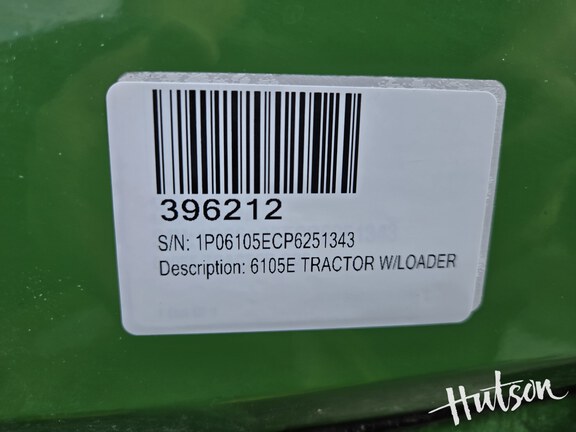 396212
S/N: 1P06105ECP6251343
Description: 6105E TRACTOR W/LOADER
Hutson